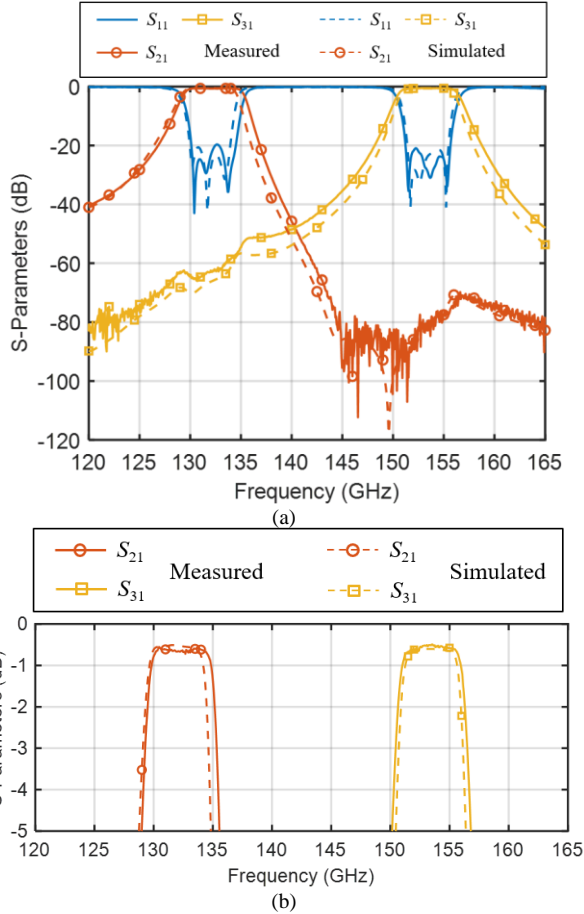 S11 S31 S11 S31
S21 Measured S21 Simulated
0
-20
-40
-60
-80
-100
-120
S-Parameters (dB)
120 125 130 135 140 145 150 155 160 165
Frequency (GHz)
(a)
S21 Measured S21 Simulated
S31 S31
0
-1
-2
-3
-4
-5
120 125 130 135 140 145 150 155 160 165
Frequency (GHz)
(b)